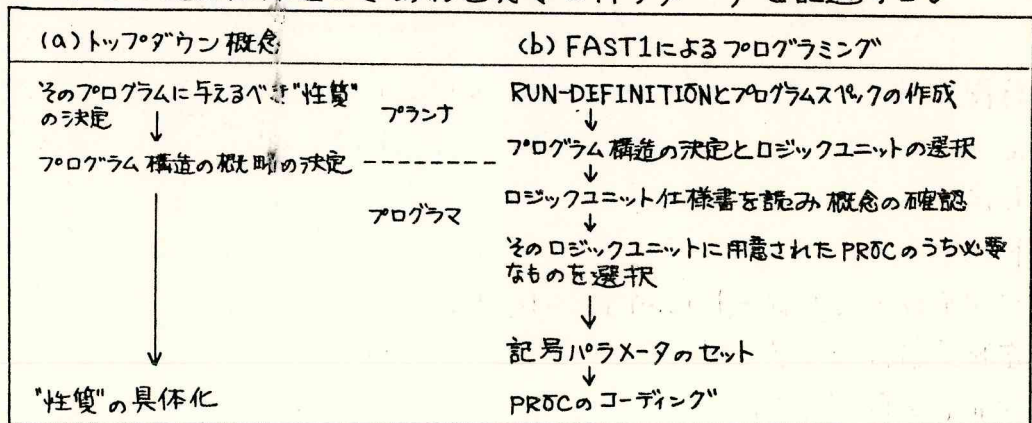 (a)トップダウン概念
(b) FAST1によるプログラミング
そのプログラムに与えるべき"性質"
の決定
↓
プログラム構造の概略の決定
↓
"性質"の具体化
プランナ
プログラマ
RUN-DEFINITIONとプログラムスペックの作成
↓
プログラム構造の決定とロジックユニットの選択
↓
ロジックユニット仕様書を読み概念の確認
↓
そのロジックユニットに用意されたPROCのうち必要
なものを選択
↓
記号パラメータのセット
↓
PROCのコーディング